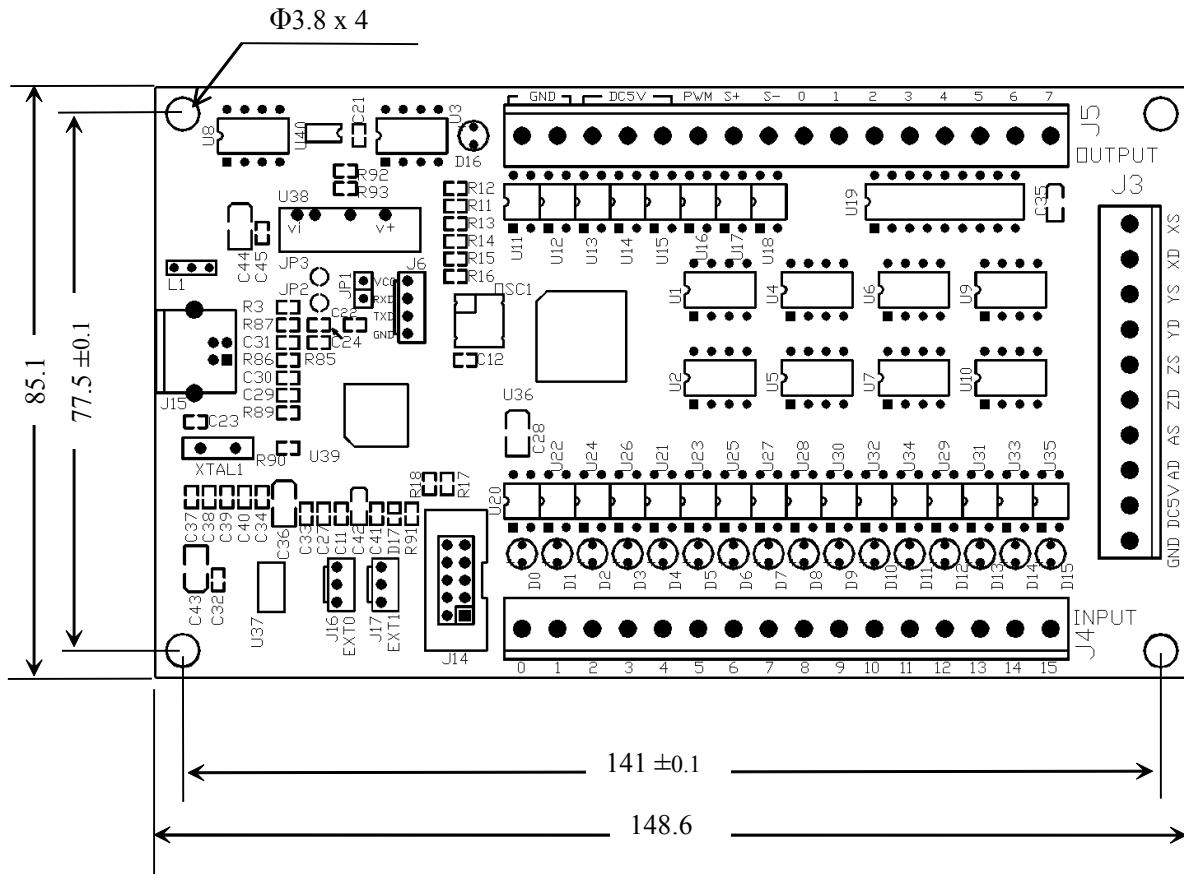 Φ3.8 x 4
GND DC5V PWM S+ S- 0 1 2 3 4 5 6 7
J5
OUTPUT
U8 U40 C21 U3
D16
R92
R93
U38
vi v+
R12
R11
R13
R14
R15
R16
U11 U12 U13 U14 U15 U16 U17 U18
U19
C35
J3
XS
XD
YS
YD
ZS
ZD
AS
AD
DC5V
GND
C44 C45
L1
JP3
JP2
JP1
J6
VCC
RXD
TXD
GND
OSC1
C12
U1 U4 U6 U9
U2 U5 U7 U10
R3
R87
C31
R86
C30
C29
R89
C22
C24
R85
J15
C23
XTAL1
R90
U39
U36
C28
85.1
77.5 ±0.1
U20 U22 U24 U26 U21 U23 U25 U27 U28 U30 U32 U34 U29 U31 U33 U35
R18 R17
C37 C38 C39 C40 C34 C36 C33 C27 C11 C42 C41 D17 R91
D0 D1 D2 D3 D4 D5 D6 D7 D8 D9 D10 D11 D12 D13 D14 D15
C43 C32
U37
J16
EXT0
J17
EXT1
J14
INPUT
J4
0 1 2 3 4 5 6 7 8 9 10 11 12 13 14 15
141 ±0.1
148.6